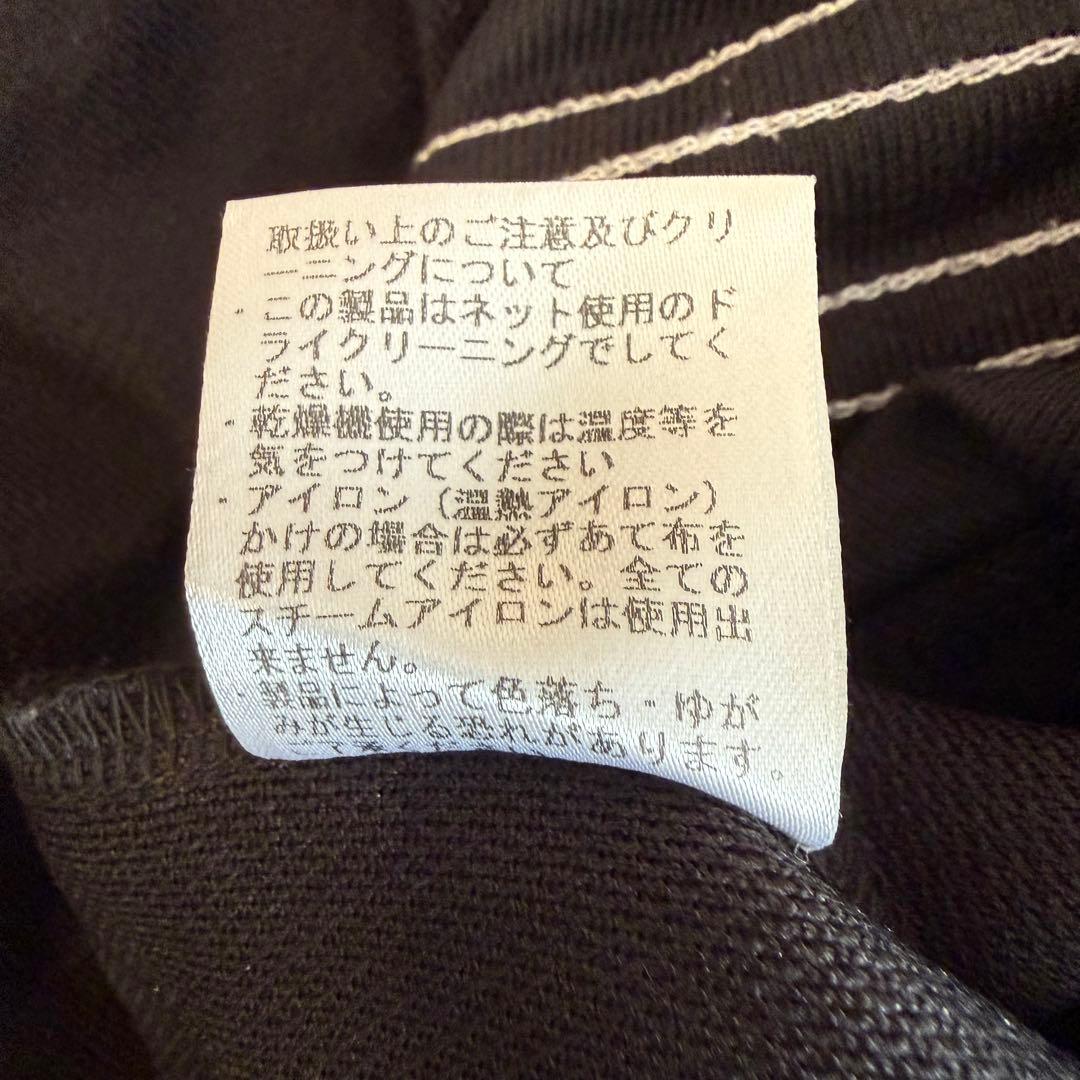 取扱い上のご注意及びクリ
ーニングについて
・この製品はネット使用のド
ライクリーニングでしてく
ださい。
・乾燥機使用の際は温度等を
気をつけてください
・アイロン（温熱アイロン）
かけの場合は必ずあて布を
使用してください。全ての
スチームアイロンは使用出
来ません。
・製品によって色落ち・ゆが
みが生じる恐れがあります。